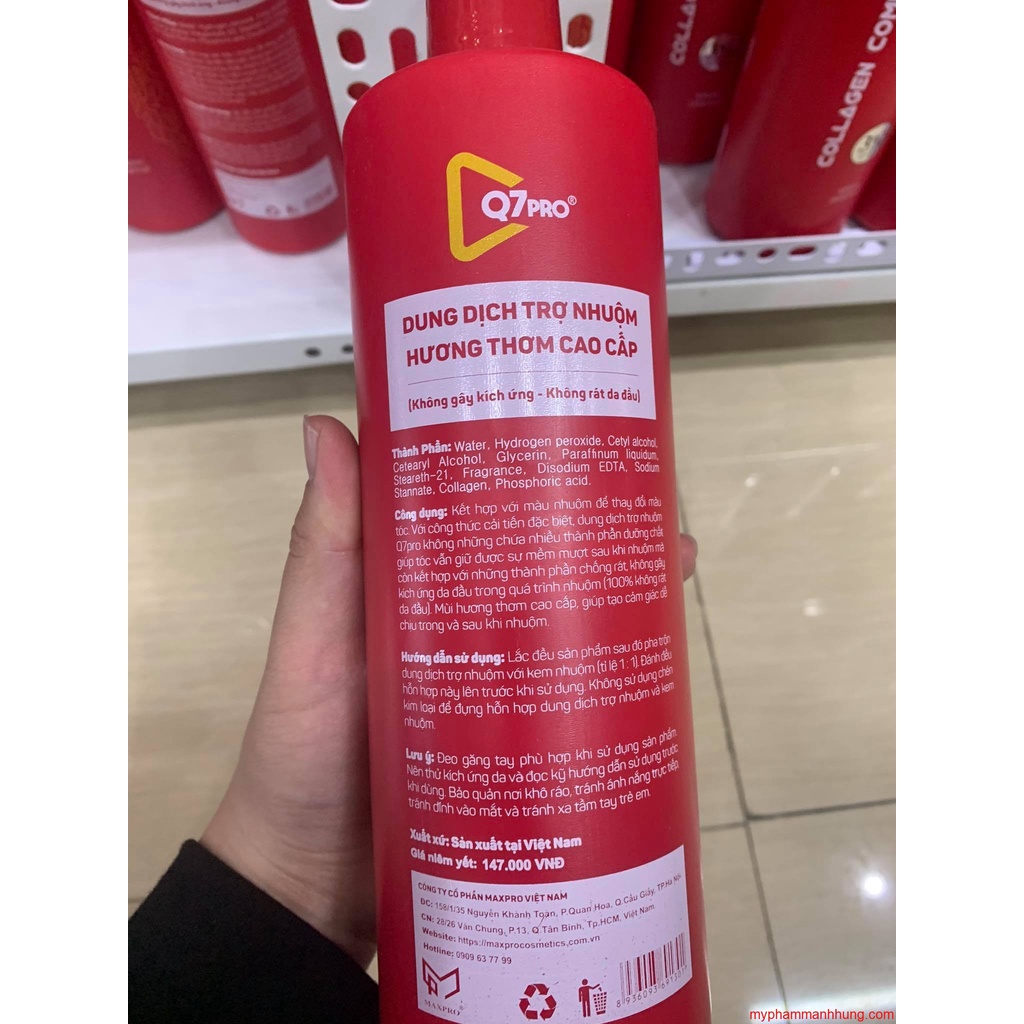 COLLAGEN COM
COLLAGEN
Q7PRO®
DUNG DỊCH TRỢ NHUỘM
HƯƠNG THƠM CAO CẤP
(Không gây kích ứng - Không rát da đầu)
Thành Phần: Water, Hydrogen peroxide, Cetyl alcohol,
Cetearyl Alcohol, Glycerin, Paraffinum liquidum,
Steareth-21, Fragrance, Disodium EDTA, Sodium
Stannate, Collagen, Phosphoric acid.
Công dụng: Kết hợp với màu nhuộm để thay đổi màu
tóc. Với công thức cải tiến đặc biệt, dung dịch trợ nhuộm
Q7pro không những chứa nhiều thành phần dưỡng chất
giúp tóc vẫn giữ được sự mềm mượt sau khi nhuộm mà
còn kết hợp với những thành phần chống rát, không gây
kích ứng da đầu trong quá trình nhuộm (100% không rát
da đầu). Mùi hương thơm cao cấp, giúp tạo cảm giác dễ
chịu trong và sau khi nhuộm.
Hướng dẫn sử dụng: Lắc đều sản phẩm sau đó pha trộn
dung dịch trợ nhuộm với kem nhuộm (tỉ lệ 1 : 1). Đánh đều
hỗn hợp này lên trước khi sử dụng. Không sử dụng chén
kim loại để đựng hỗn hợp dung dịch trợ nhuộm và kem
nhuộm.
Lưu ý: Đeo găng tay phù hợp khi sử dụng sản phẩm.
Nên thử kích ứng da và đọc kỹ hướng dẫn sử dụng trước
khi dùng. Bảo quản nơi khô ráo, tránh ánh nắng trực tiếp,
tránh dính vào mắt và tránh xa tầm tay trẻ em.
Xuất xứ: Sản xuất tại Việt Nam
Giá niêm yết: 147.000 VNĐ
CÔNG TY CỔ PHẦN MAXPRO VIỆT NAM
ĐC: 158/1/35 Nguyễn Khánh Toàn, P.Quan Hoa, Q.Cầu Giấy, TP.Hà Nội.
CN: 28/26 Văn Chung, P.13, Q.Tân Bình, Tp.HCM, Việt Nam.
Website: https://maxprocosmetics.com.vn
Hotline: 0909 63 77 99
MAXPRO®
myphammanhhung.com